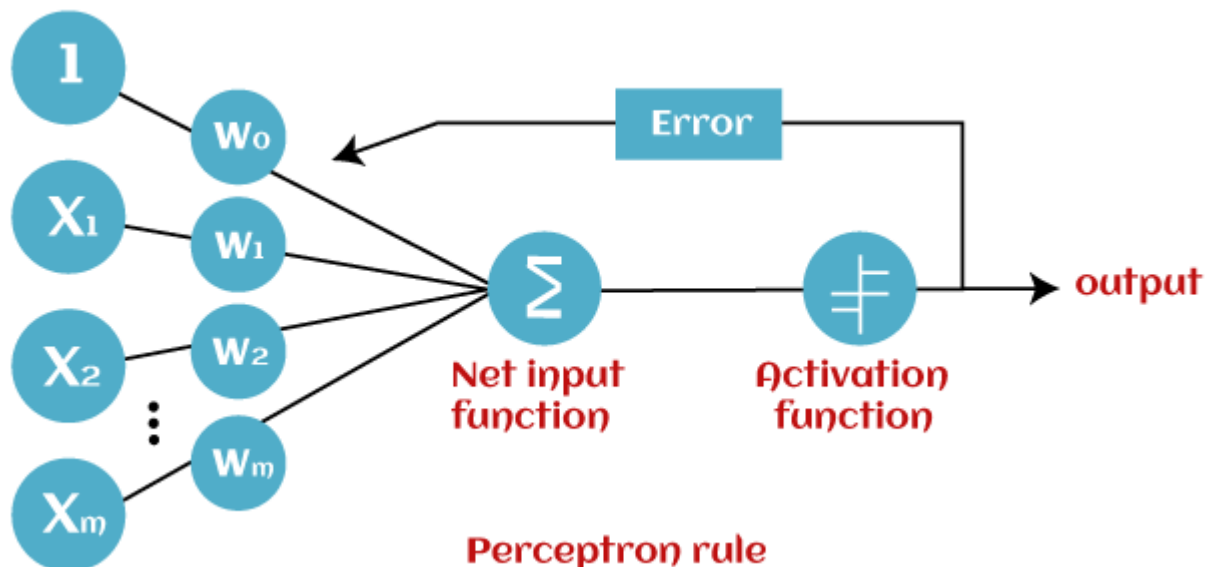 1
W0
Error
X1
W1
Σ
output
X2
W2
Net input
function
Activation
function
Xm
Wm
Perceptron rule